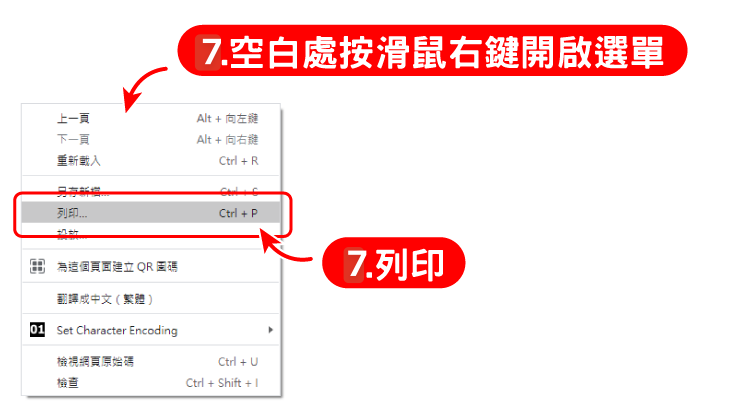 7.空白處按滑鼠右鍵開啟選單
上一頁 Alt + 向左鍵
下一頁 Alt + 向右鍵
重新載入 Ctrl + R
另存新檔... Ctrl + S
列印... Ctrl + P
投放...
7.列印
為這個頁面建立 QR 圖碼
翻譯成中文 ( 繁體 )
01 Set Character Encoding
檢視網頁原始碼 Ctrl + U
檢查 Ctrl + Shift + I